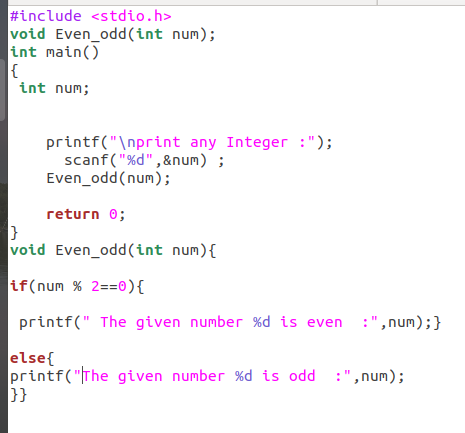 #include <stdio.h>
void Even_odd(int num);
int main()
{
 int num;
    printf("\nprint any Integer :");
      scanf("%d",&num) ;
    Even_odd(num);
    return 0;
}
void Even_odd(int num){
if(num % 2==0){
 printf(" The given number %d is even  :",num);}
else{
printf("The given number %d is odd  :",num);
}}